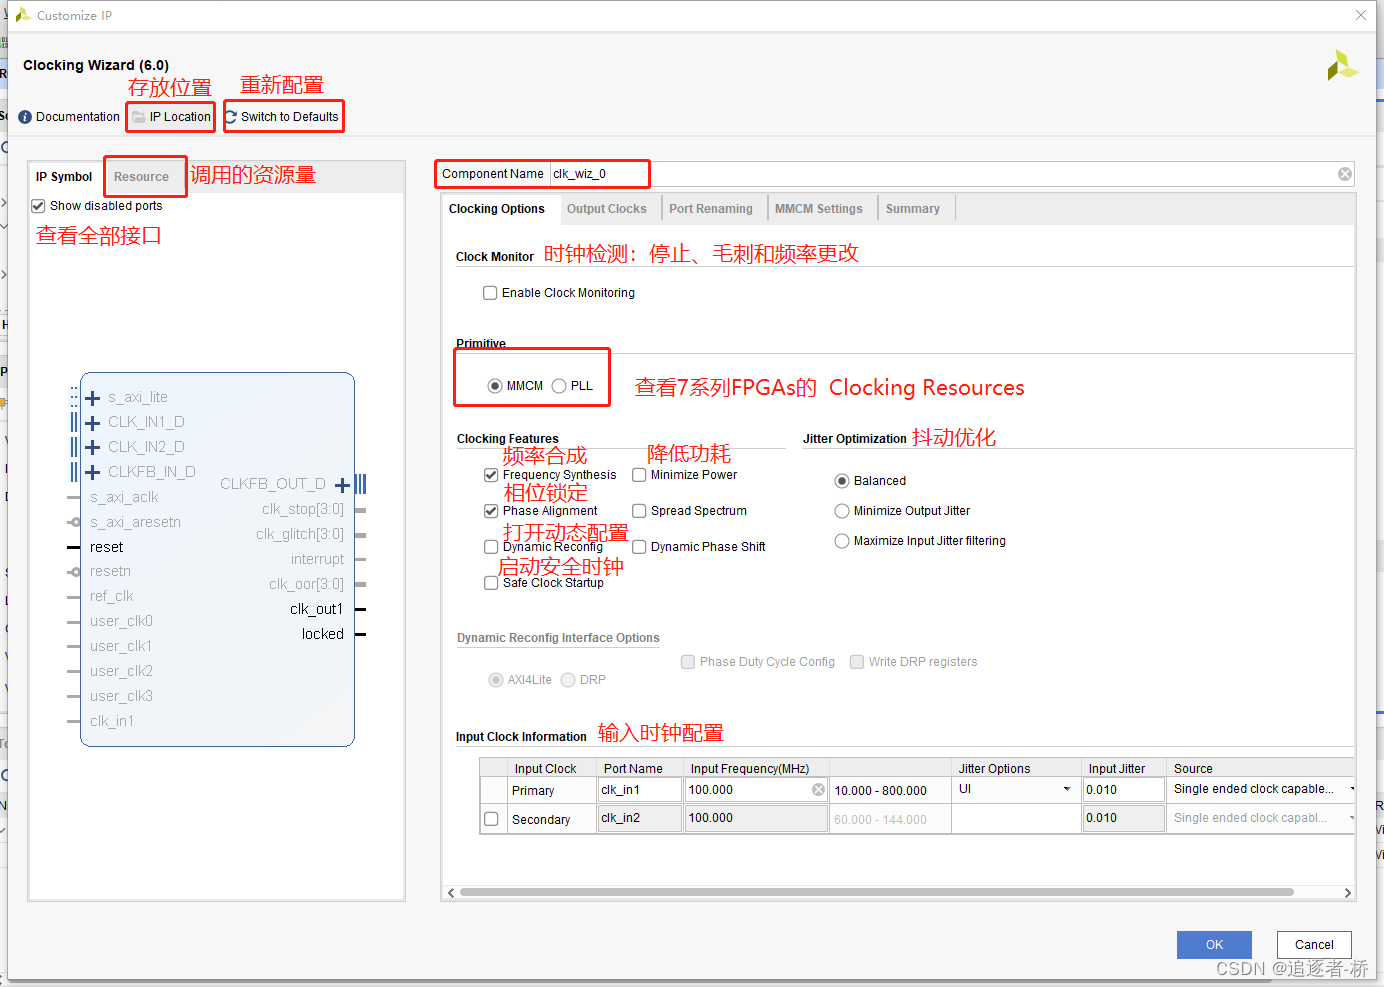 Customize IP
Clocking Wizard (6.0)
存放位置
重新配置
Documentation
IP Location
Switch to Defaults
IP Symbol
Resource
调用的资源量
Show disabled ports
查看全部接口
s_axi_lite
CLK_IN1_D
CLK_IN2_D
CLKFB_IN_D
s_axi_aclk
s_axi_aresetn
reset
resetn
ref_clk
user_clk0
user_clk1
user_clk2
user_clk3
clk_in1
CLKFB_OUT_D
clk_stop[3:0]
clk_glitch[3:0]
interrupt
clk_oor[3:0]
clk_out1
locked
Component Name clk_wiz_0
Clocking Options Output Clocks Port Renaming MMCM Settings Summary
Clock Monitor 时钟检测：停止、毛刺和频率更改
Enable Clock Monitoring
Primitive
MMCM PLL
查看7系列FPGAs的 Clocking Resources
Clocking Features
频率合成 降低功耗
Frequency Synthesis Minimize Power
相位锁定
Phase Alignment Spread Spectrum
打开动态配置
Dynamic Reconfig Dynamic Phase Shift
启动安全时钟
Safe Clock Startup
Jitter Optimization 抖动优化
Balanced
Minimize Output Jitter
Maximize Input Jitter filtering
Dynamic Reconfig Interface Options
AXI4Lite DRP
Phase Duty Cycle Config Write DRP registers
Input Clock Information 输入时钟配置
Input Clock Port Name Input Frequency(MHz) Jitter Options Input Jitter Source
Primary clk_in1 100.000 10.000 - 800.000 UI 0.010 Single ended clock capable...
Secondary clk_in2 100.000 60.000 - 144.000 0.010 Single ended clock capabl...
OK Cancel
CSDN @追逐者-桥